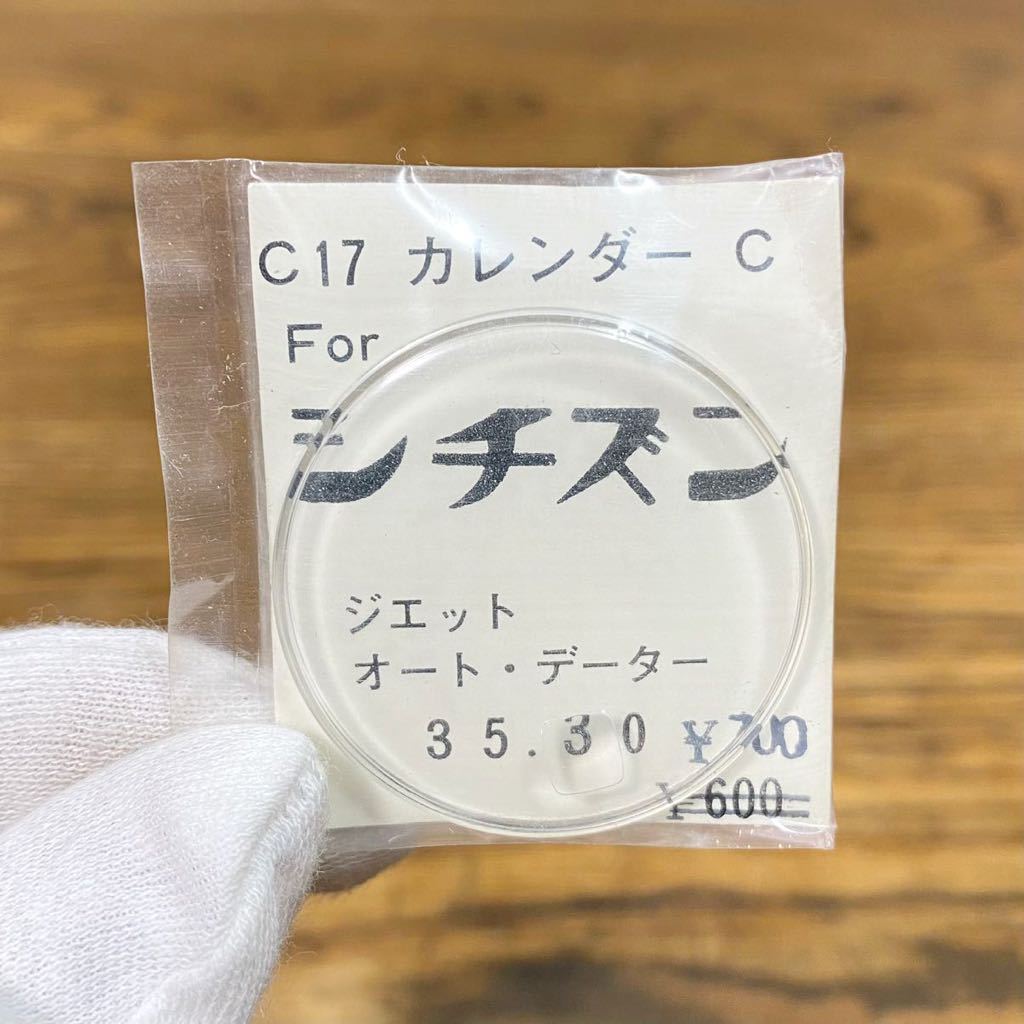 C17 カレンダー C
For
シチズン
ジエット
オート・データー
35.30 ¥700
¥600